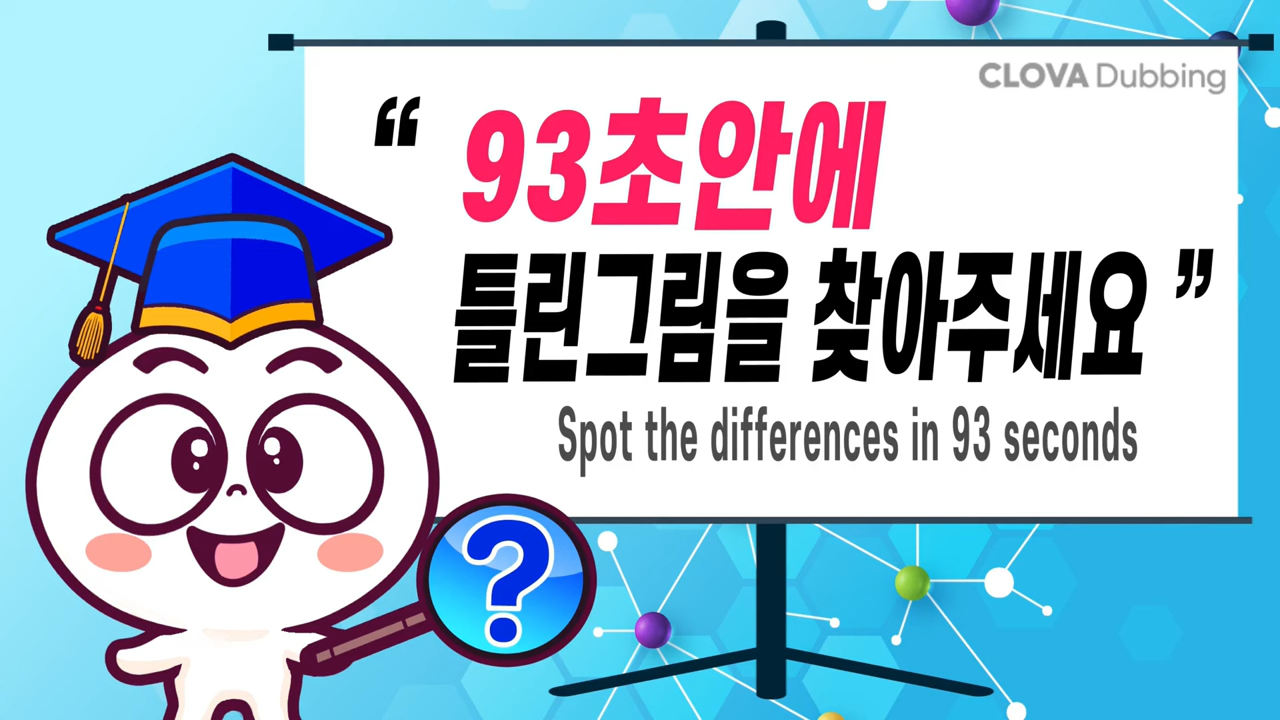 CLOVA Dubbing
“ 93초안에
틀린그림을 찾아주세요 ”
Spot the differences in 93 seconds
?